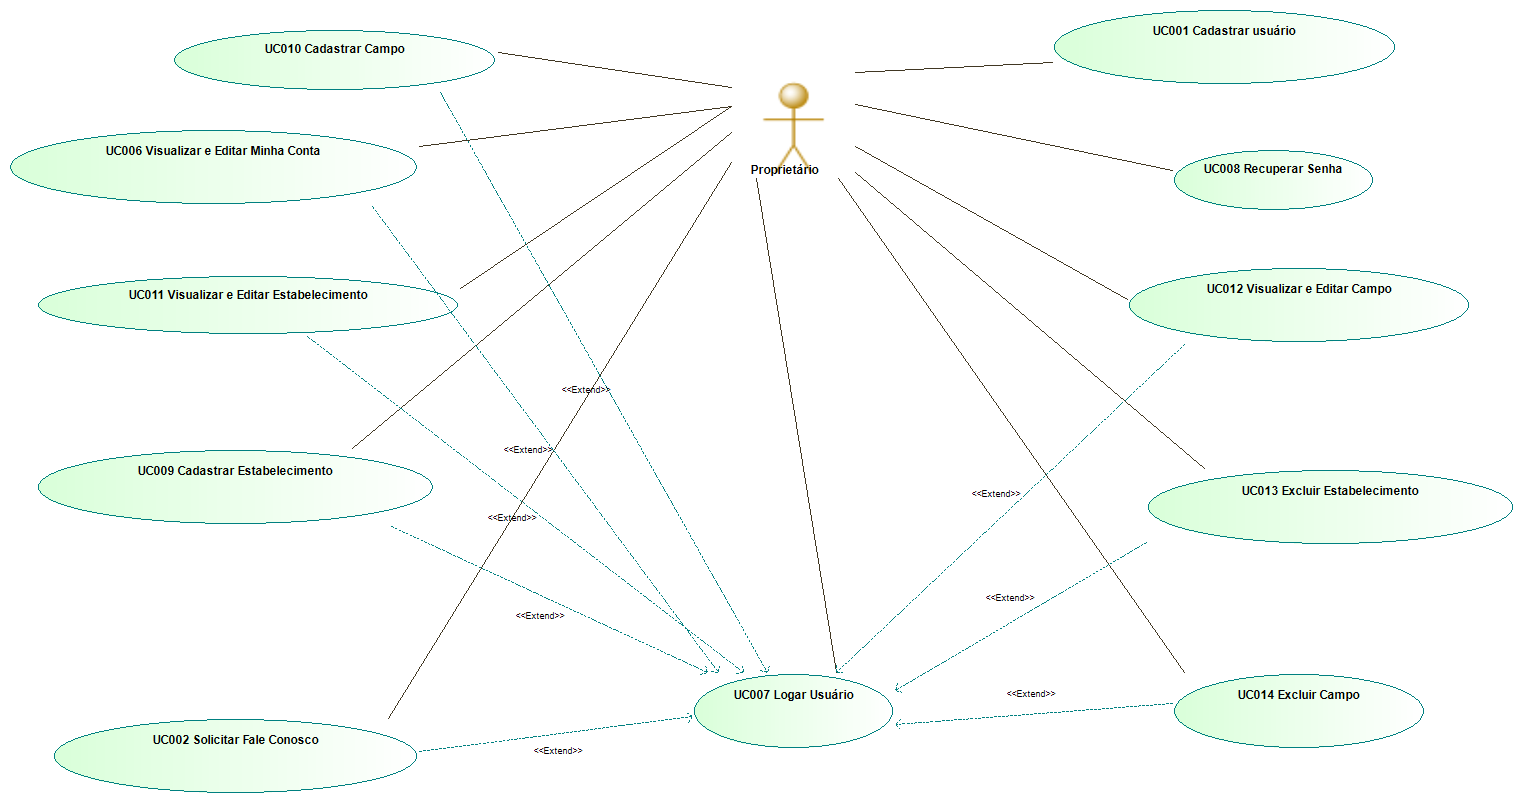 UC010 Cadastrar Campo
UC001 Cadastrar usuário
UC006 Visualizar e Editar Minha Conta
Proprietário
UC008 Recuperar Senha
UC011 Visualizar e Editar Estabelecimento
UC012 Visualizar e Editar Campo
<<Extend>>
<<Extend>>
UC009 Cadastrar Estabelecimento
<<Extend>>
UC013 Excluir Estabelecimento
<<Extend>>
<<Extend>>
<<Extend>>
UC007 Logar Usuário
<<Extend>>
UC014 Excluir Campo
UC002 Solicitar Fale Conosco
<<Extend>>